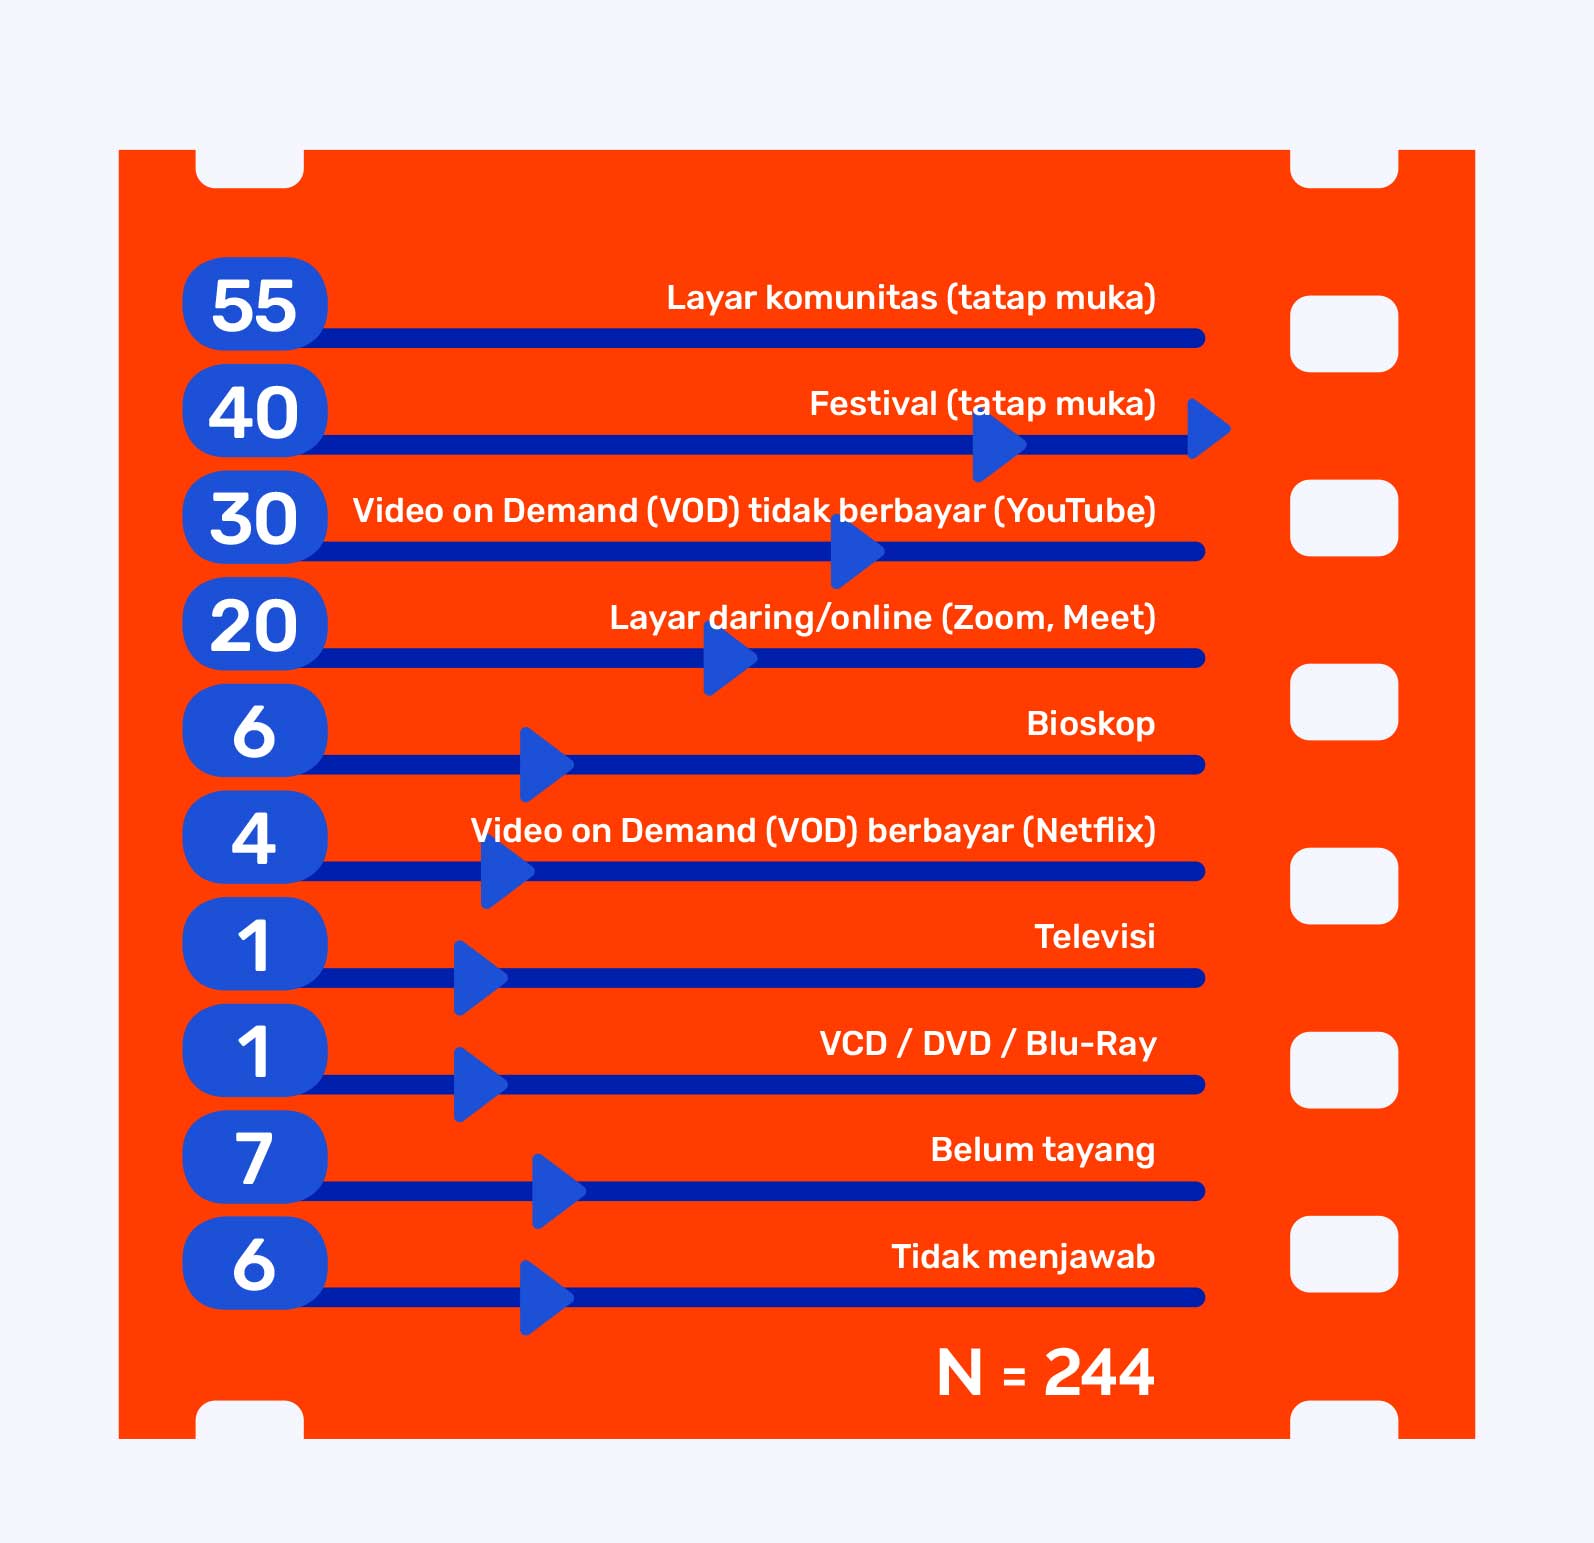 55
Layar komunitas (tatap muka)
40
Festival (tatap muka)
30
Video on Demand (VOD) tidak berbayar (YouTube)
20
Layar daring/online (Zoom, Meet)
6
Bioskop
4
Video on Demand (VOD) berbayar (Netflix)
1
Televisi
1
VCD / DVD / Blu-Ray
7
Belum tayang
6
Tidak menjawab
N = 244